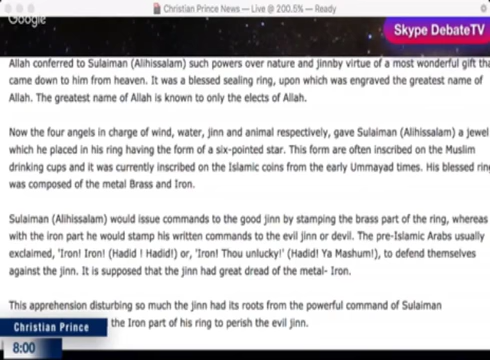 Christian Prince News — Live @ 200.5% — Ready
Google
Skype DebateTV
Allah conferred to Sulaiman (Alihissalam) such powers over nature and jinnby virtue of a most wonderful gift tha
came down to him from heaven. It was a blessed sealing ring, upon which was engraved the greatest name of
Allah. The greatest name of Allah is known to only the elects of Allah.
Now the four angels in charge of wind, water, jinn and animal respectively, gave Sulaiman (Alihissalam) a jewel
which he placed in his ring having the form of a six-pointed star. This form are often inscribed on the Muslim
drinking cups and it was currently inscribed on the Islamic coins from the early Ummayad times. His blessed ring
was composed of the metal Brass and Iron.
Sulaiman (Alihissalam) would issue commands to the good jinn by stamping the brass part of the ring, whereas
with the iron part he would stamp his written commands to the evil jinn or devil. The pre-Islamic Arabs usually
exclaimed, 'Iron! Iron! (Hadid ! Hadid!) or, 'Iron! Thou unlucky!' (Hadid! Ya Mashum!), to defend themselves
against the jinn. It is supposed that the jinn had great dread of the metal- Iron.
This apprehension disturbing so much the jinn had its roots from the powerful command of Sulaiman
the Iron part of his ring to perish the evil jinn.
Christian Prince
8:00